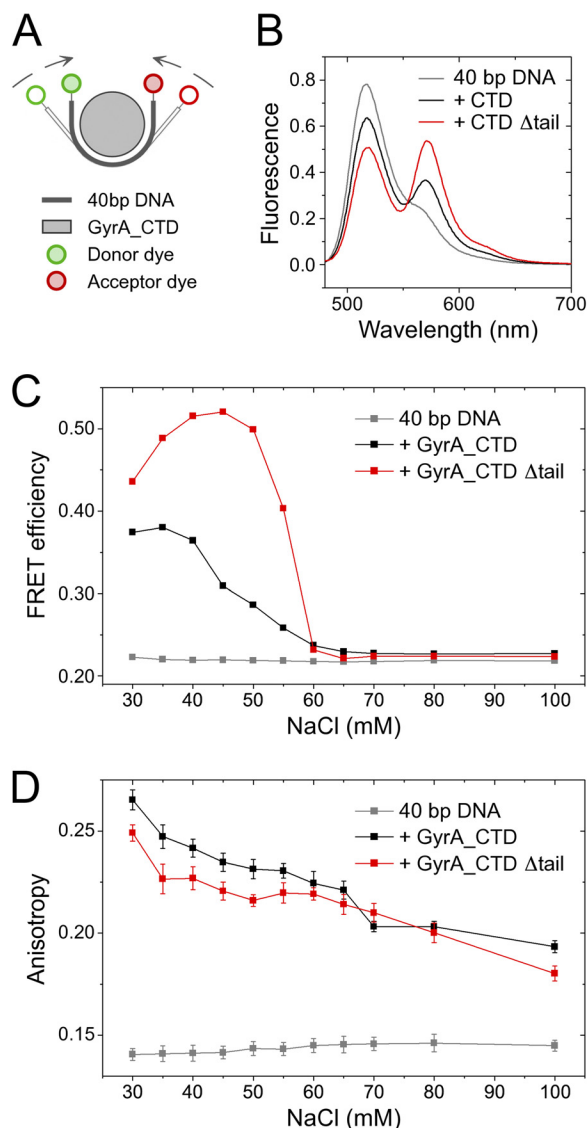 A
40bp DNA
GyrA_CTD
Donor dye
Acceptor dye
B
40 bp DNA
+ CTD
+ CTD Δtail
Fluorescence
0.8
0.6
0.4
0.2
0.0
500 600 700
Wavelength (nm)
C
40 bp DNA
+ GyrA_CTD
+ GyrA_CTD Δtail
FRET efficiency
0.50
0.40
0.30
0.20
30 40 50 60 70 80 90 100
NaCl (mM)
D
40 bp DNA
+ GyrA_CTD
+ GyrA_CTD Δtail
Anisotropy
0.25
0.20
0.15
30 40 50 60 70 80 90 100
NaCl (mM)